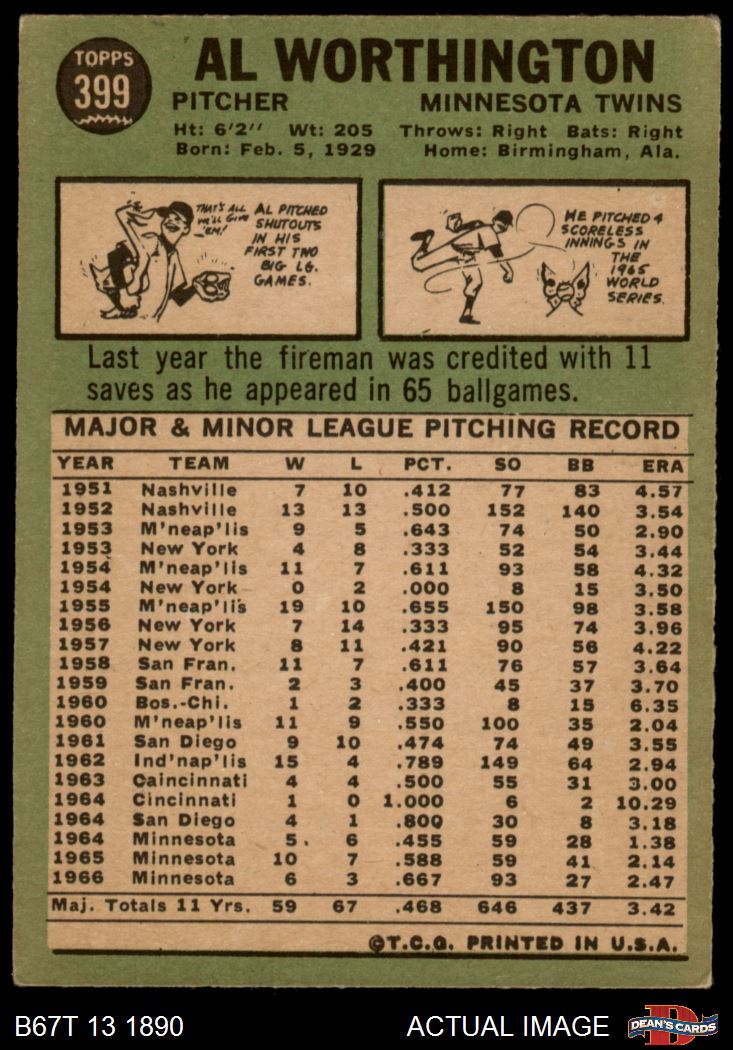 TOPPS
399
AL WORTHINGTON
PITCHER MINNESOTA TWINS
Ht: 6'2'' Wt: 205 Throws: Right Bats: Right
Born: Feb. 5, 1929 Home: Birmingham, Ala.
THAT'S ALL
WE'LL GIVE
'EM!
AL PITCHED
SHUTOUTS
IN HIS
FIRST TWO
BIG LG.
GAMES.
HE PITCHED 4
SCORELESS
INNINGS IN
THE
1965
WORLD
SERIES.
Last year the fireman was credited with 11
saves as he appeared in 65 ballgames.
MAJOR & MINOR LEAGUE PITCHING RECORD
YEAR TEAM W L PCT. SO BB ERA
1951 Nashville 7 10 .412 77 83 4.57
1952 Nashville 13 13 .500 152 140 3.54
1953 M'neap'lis 9 5 .643 74 50 2.90
1953 New York 4 8 .333 52 54 3.44
1954 M'neap'lis 11 7 .611 93 58 4.32
1954 New York 0 2 .000 8 15 3.50
1955 M'neap'lis 19 10 .655 150 98 3.58
1956 New York 7 14 .333 95 74 3.96
1957 New York 8 11 .421 90 56 4.22
1958 San Fran. 11 7 .611 76 57 3.64
1959 San Fran. 2 3 .400 45 37 3.70
1960 Bos.-Chi. 1 2 .333 8 15 6.35
1960 M'neap'lis 11 9 .550 100 35 2.04
1961 San Diego 9 10 .474 74 49 3.55
1962 Ind'nap'lis 15 4 .789 149 64 2.94
1963 Caincinnati 4 4 .500 55 31 3.00
1964 Cincinnati 1 0 1.000 6 2 10.29
1964 San Diego 4 1 .800 30 8 3.18
1964 Minnesota 5 6 .455 59 28 1.38
1965 Minnesota 10 7 .588 59 41 2.14
1966 Minnesota 6 3 .667 93 27 2.47
Maj. Totals 11 Yrs. 59 67 .468 646 437 3.42
©T.C.G. PRINTED IN U.S.A.
B67T 13 1890 ACTUAL IMAGE D DEAN'S CARDS